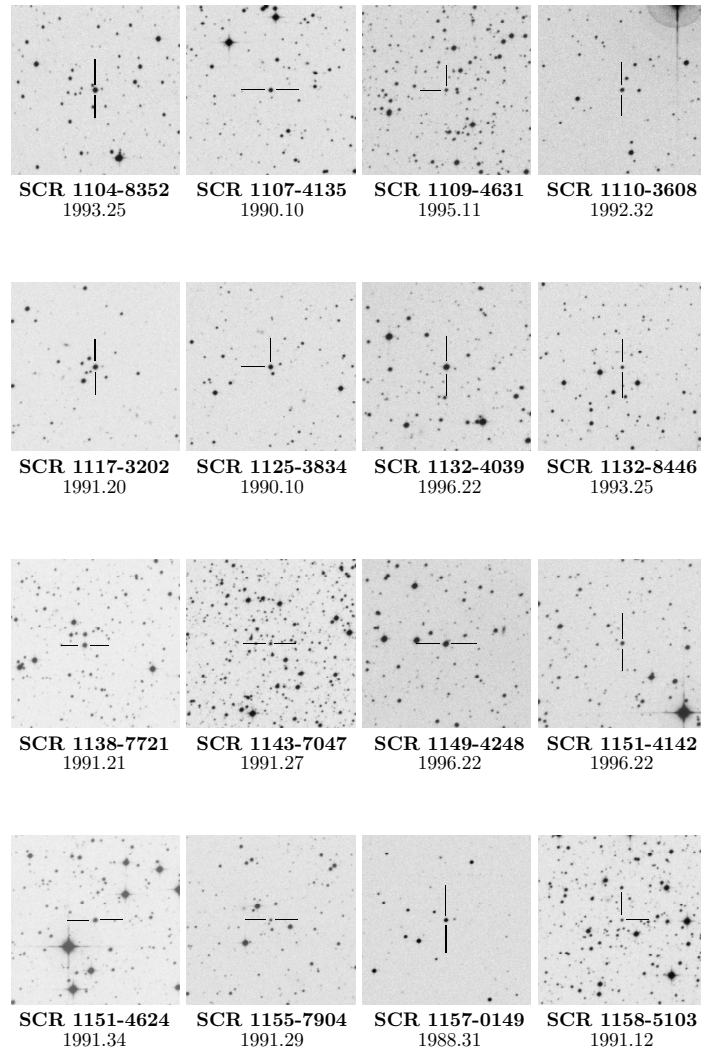 SCR 1104-8352 SCR 1107-4135 SCR 1109-4631 SCR 1110-3608
1993.25 1990.10 1995.11 1992.32
SCR 1117-3202 SCR 1125-3834 SCR 1132-4039 SCR 1132-8446
1991.20 1990.10 1996.22 1993.25
SCR 1138-7721 SCR 1143-7047 SCR 1149-4248 SCR 1151-4142
1991.21 1991.27 1996.22 1996.22
SCR 1151-4624 SCR 1155-7904 SCR 1157-0149 SCR 1158-5103
1991.34 1991.29 1988.31 1991.12